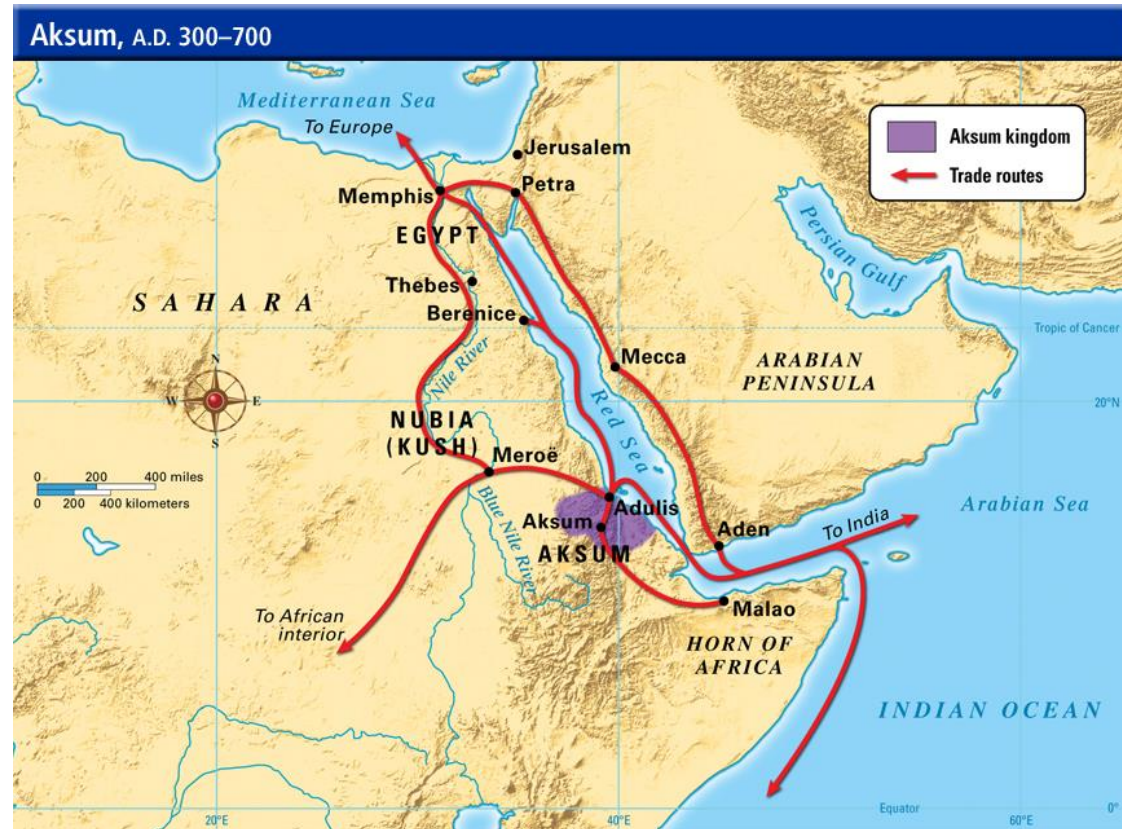 Aksum, A.D. 300–700
Mediterranean Sea
To Europe
Aksum kingdom
Trade routes
Jerusalem
Memphis
Petra
EGYPT
Persian Gulf
Thebes
SAHARA
Berenice
Tropic of Cancer
Mecca
ARABIAN
PENINSULA
Nile River
N
W
E
S
20°N
Red Sea
NUBIA
(KUSH)
Meroë
0 200 400 miles
0 200 400 kilometers
Blue Nile River
Adulis
Arabian Sea
Aksum
AKSUM
Aden
To India
To African
interior
Malao
HORN OF
AFRICA
INDIAN OCEAN
Equator
0°
20°E
40°E
60°E